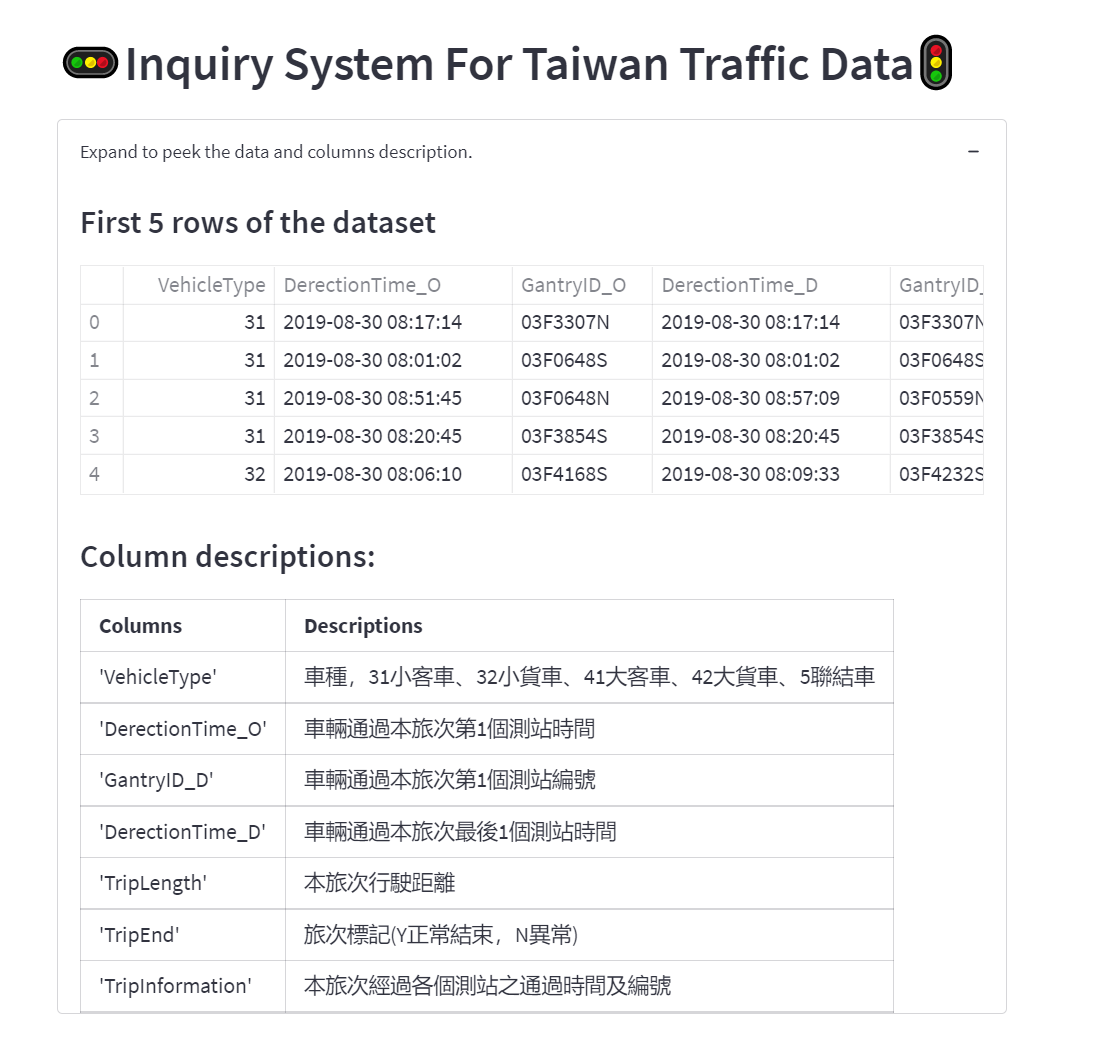 Inquiry System For Taiwan Traffic Data
Expand to peek the data and columns description.
First 5 rows of the dataset
VehicleType DerectionTime_O GantryID_O DerectionTime_D GantryID_
0 31 2019-08-30 08:17:14 03F3307N 2019-08-30 08:17:14 03F3307N
1 31 2019-08-30 08:01:02 03F0648S 2019-08-30 08:01:02 03F0648S
2 31 2019-08-30 08:51:45 03F0648N 2019-08-30 08:57:09 03F0559N
3 31 2019-08-30 08:20:45 03F3854S 2019-08-30 08:20:45 03F3854S
4 32 2019-08-30 08:06:10 03F4168S 2019-08-30 08:09:33 03F4232S
Column descriptions:
Columns Descriptions
'VehicleType' 車種，31小客車、32小貨車、41大客車、42大貨車、5聯結車
'DerectionTime_O' 車輛通過本旅次第1個測站時間
'GantryID_D' 車輛通過本旅次第1個測站編號
'DerectionTime_D' 車輛通過本旅次最後1個測站時間
'TripLength' 本旅次行駛距離
'TripEnd' 旅次標記(Y正常結束，N異常)
'TripInformation' 本旅次經過各個測站之通過時間及編號